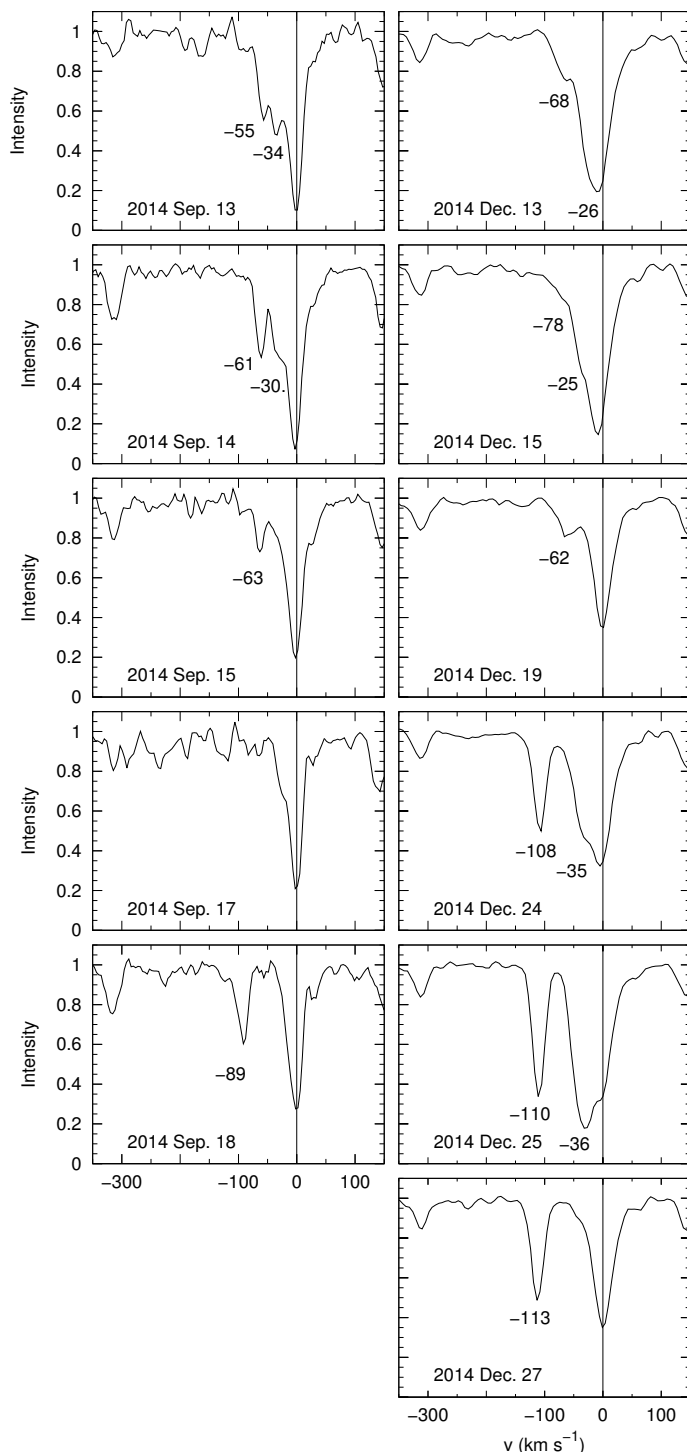 Intensity
1
0.8
0.6
0.4
0.2
0
−55
−34
2014 Sep. 13
−68
−26
2014 Dec. 13
Intensity
1
0.8
0.6
0.4
0.2
0
−61
−30.
2014 Sep. 14
−78
−25
2014 Dec. 15
Intensity
1
0.8
0.6
0.4
0.2
0
−63
2014 Sep. 15
−62
2014 Dec. 19
Intensity
1
0.8
0.6
0.4
0.2
0
2014 Sep. 17
−108
−35
2014 Dec. 24
Intensity
1
0.8
0.6
0.4
0.2
0
−89
2014 Sep. 18
−300 −100 0 100
−110
−36
2014 Dec. 25
−113
2014 Dec. 27
−300 −100 0 100
v (km s⁻¹)